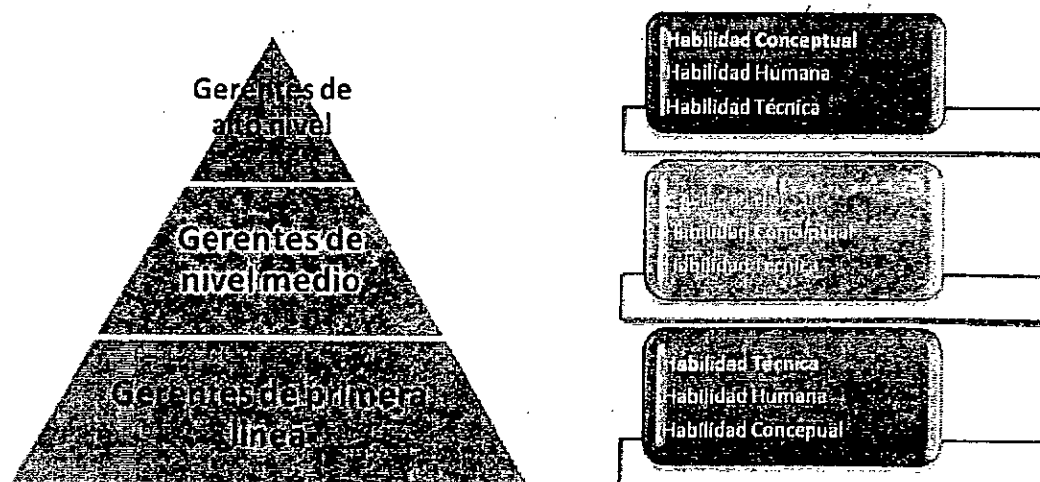 Gerentes de
alto nivel
Gerentes de
nivel medio
Gerentes de primera
línea
Habilidad Conceptual
Habilidad Humana
Habilidad Técnica
Habilidad Conceptual
Habilidad Técnica
Habilidad Técnica
Habilidad Humana
Habilidad Concepual